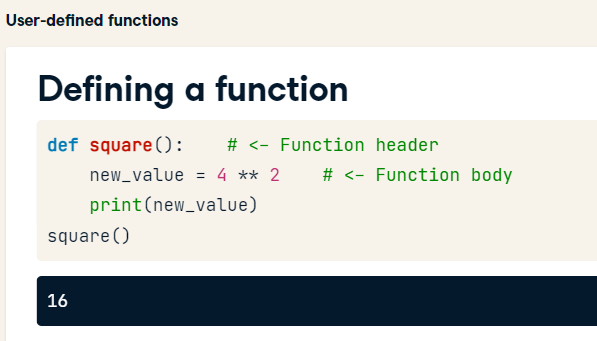 User-defined functions
Defining a function
def square():    # <- Function header
    new_value = 4 ** 2    # <- Function body
    print(new_value)
square()
16